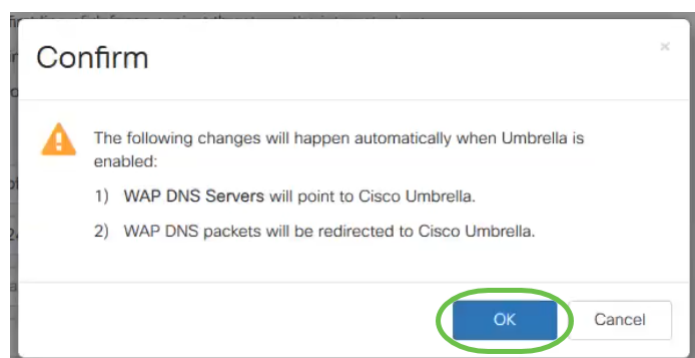 Confirm
×
The following changes will happen automatically when Umbrella is
enabled:
1) WAP DNS Servers will point to Cisco Umbrella.
2) WAP DNS packets will be redirected to Cisco Umbrella.
OK Cancel